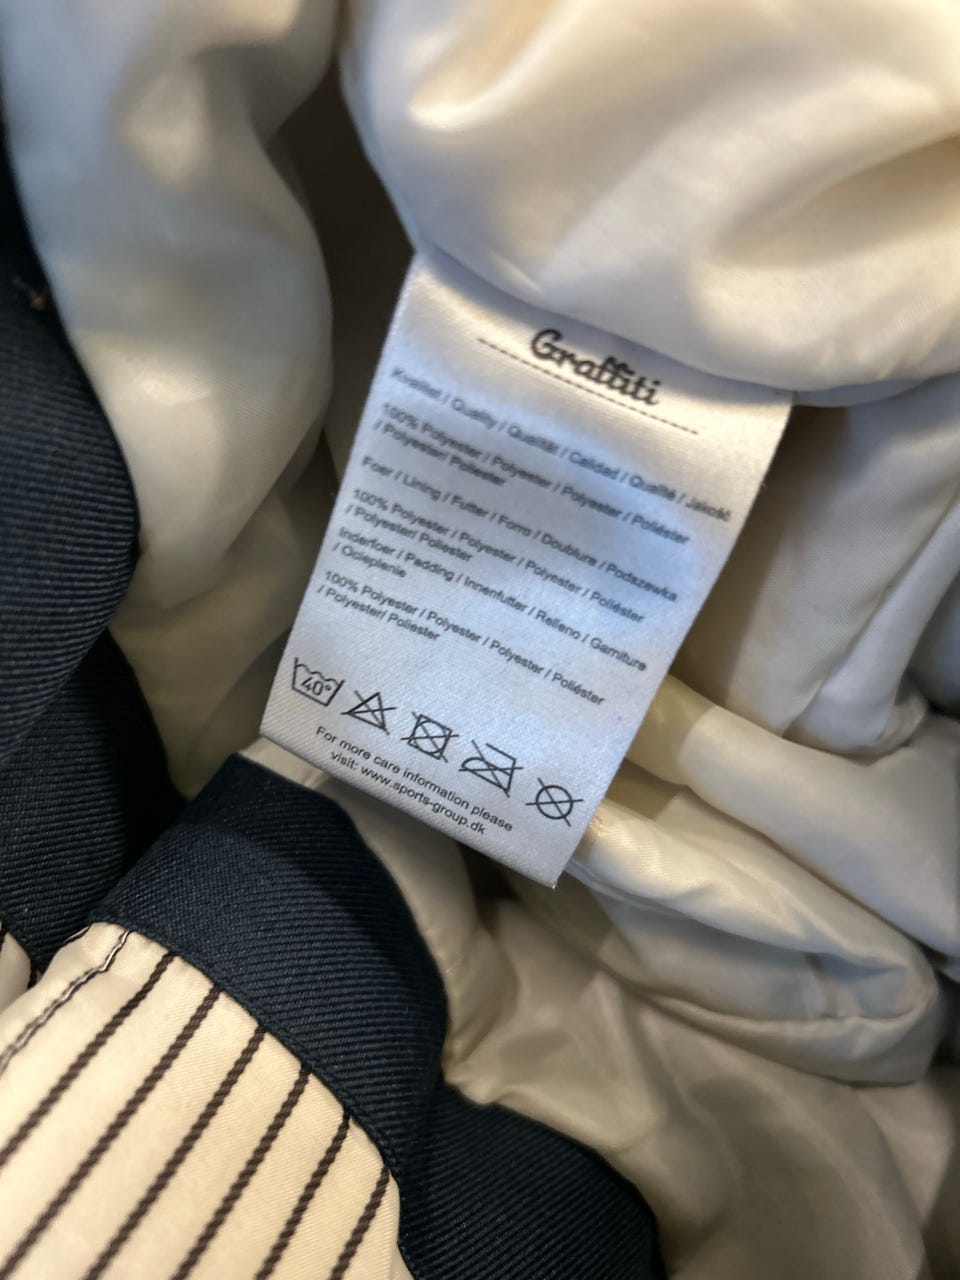 Graffiti
Kvalitet / Quality / Qualität / Calidad / Qualité / Jakość
100% Polyester / Polyester / Polyester / Poliéster
/ Polyester/ Poliester
Foer / Lining / Futter / Forro / Doublure / Podszewka
100% Polyester / Polyester / Polyester / Poliéster
/ Polyester/ Poliester
Inderfoer / Padding / Innenfutter / Relleno / Garniture
/ Ocieplenie
100% Polyester / Polyester / Polyester / Poliéster
/ Polyester/ Poliester
40°
For more care information please
visit: www.sports-group.dk